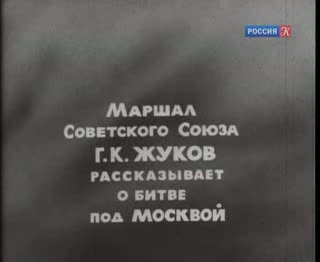 РОССИЯ К
МАРШАЛ
СОВЕТСКОГО СОЮЗА
Г.К. ЖУКОВ
РАССКАЗЫВАЕТ
О БИТВЕ
ПОД МОСКВОЙ